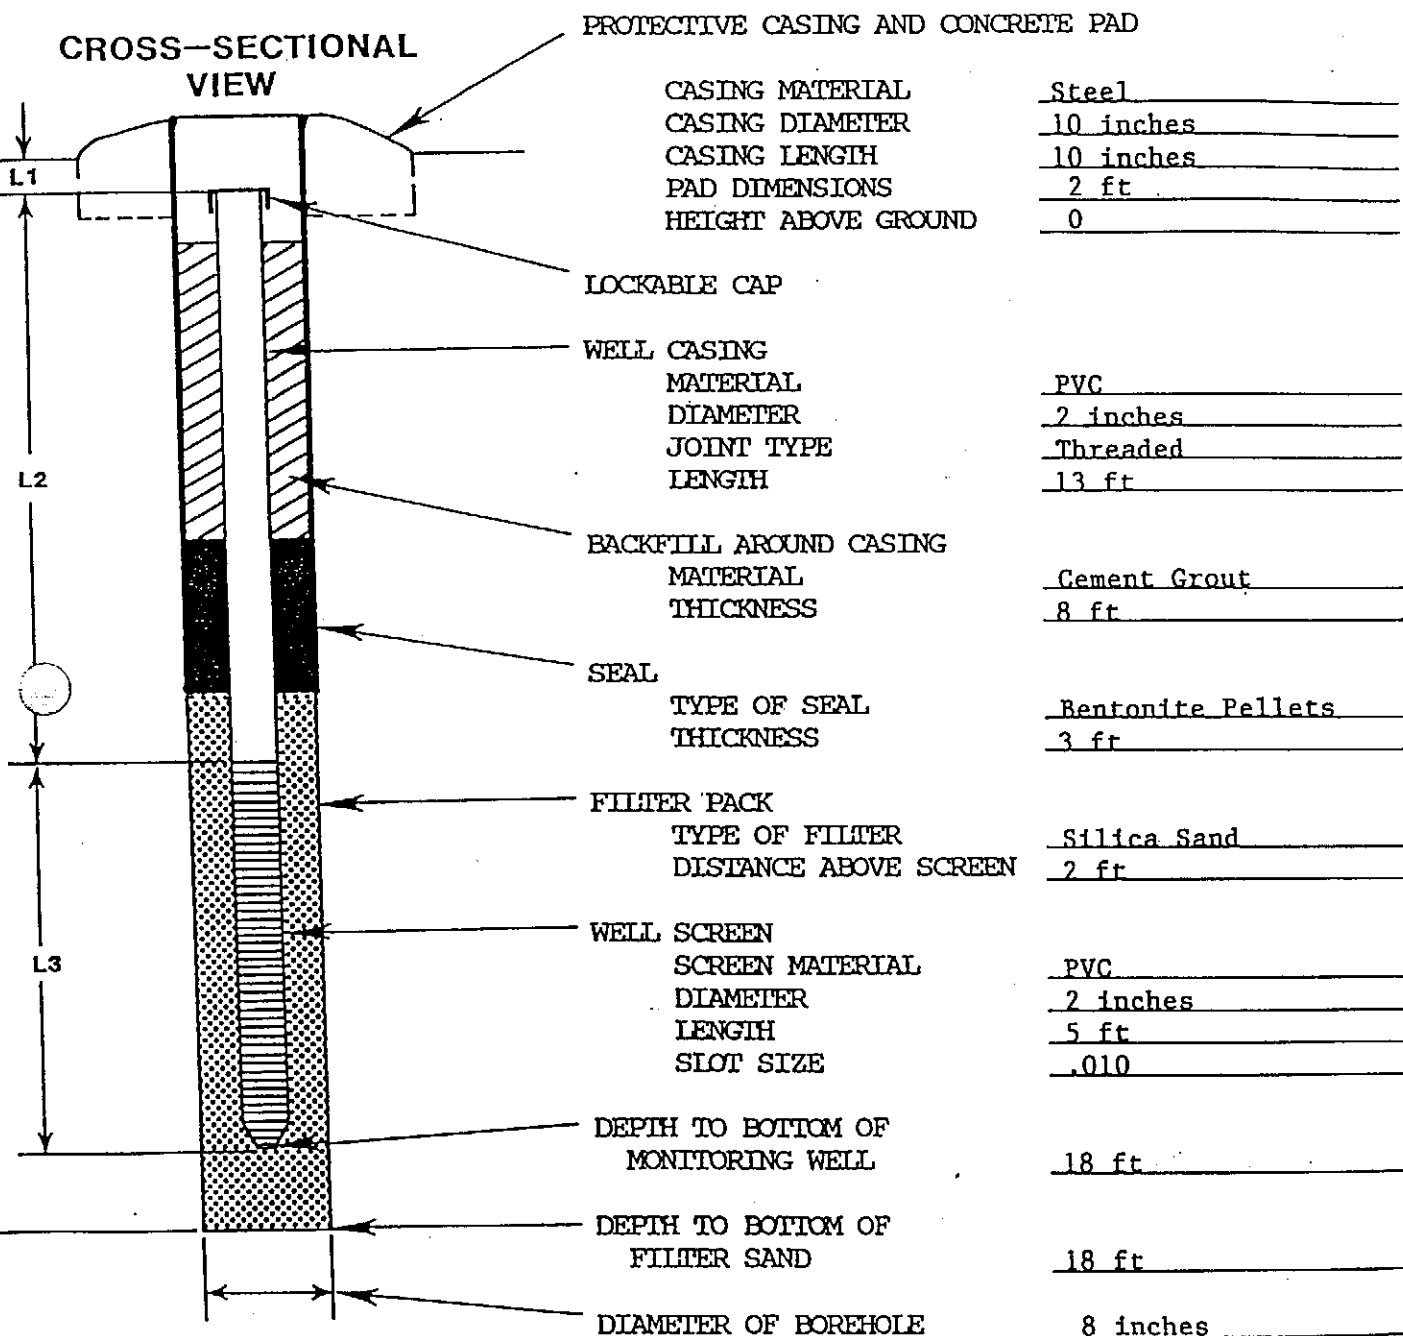 CROSS-SECTIONAL
VIEW
PROTECTIVE CASING AND CONCRETE PAD
CASING MATERIAL Steel
CASING DIAMETER 10 inches
CASING LENGTH 10 inches
PAD DIMENSIONS 2 ft
HEIGHT ABOVE GROUND 0
L1
LOCKABLE CAP
WELL CASING
MATERIAL PVC
DIAMETER 2 inches
JOINT TYPE Threaded
LENGTH 13 ft
L2
BACKFILL AROUND CASING
MATERIAL Cement Grout
THICKNESS 8 ft
SEAL
TYPE OF SEAL Bentonite Pellets
THICKNESS 3 ft
FILTER PACK
TYPE OF FILTER Silica Sand
DISTANCE ABOVE SCREEN 2 ft
WELL SCREEN
SCREEN MATERIAL PVC
DIAMETER 2 inches
LENGTH 5 ft
SLOT SIZE .010
L3
DEPTH TO BOTTOM OF
MONITORING WELL 18 ft
DEPTH TO BOTTOM OF
FILTER SAND 18 ft
DIAMETER OF BOREHOLE 8 inches